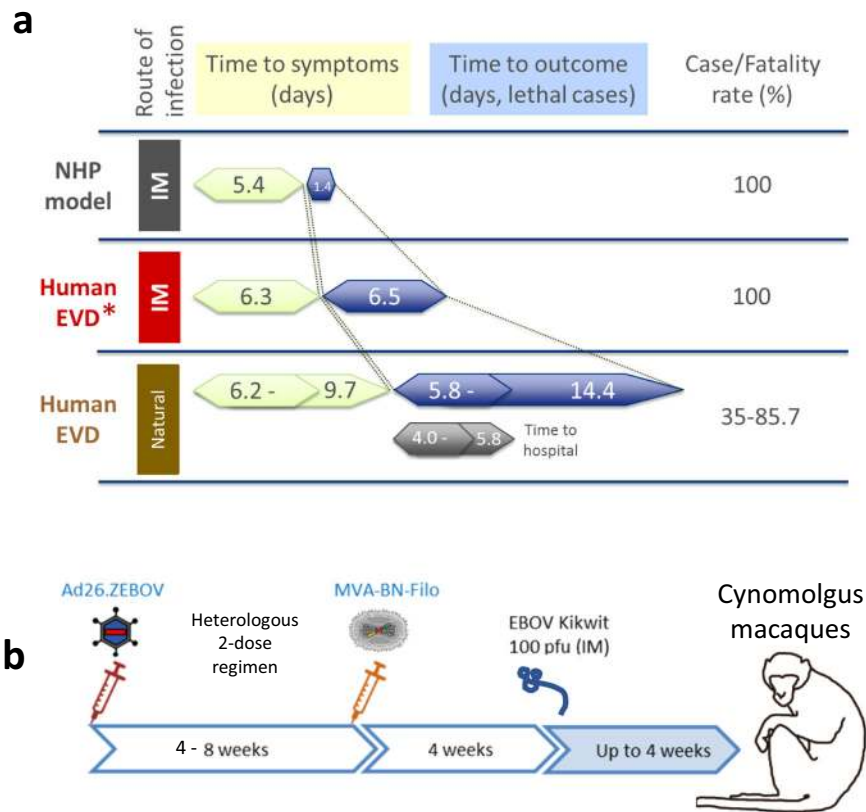 a
Route of
infection
Time to symptoms
(days)
Time to outcome
(days, lethal cases)
Case/Fatality
rate (%)
NHP
model
IM
5.4
1.4
100
Human
EVD*
IM
6.3
6.5
100
Human
EVD
Natural
6.2 -
9.7
5.8 -
14.4
35-85.7
4.0 -
5.8
Time to
hospital
b
Ad26.ZEBOV
Heterologous
2-dose
regimen
MVA-BN-Filo
EBOV Kikwit
100 pfu (IM)
Cynomolgus
macaques
4 - 8 weeks
4 weeks
Up to 4 weeks